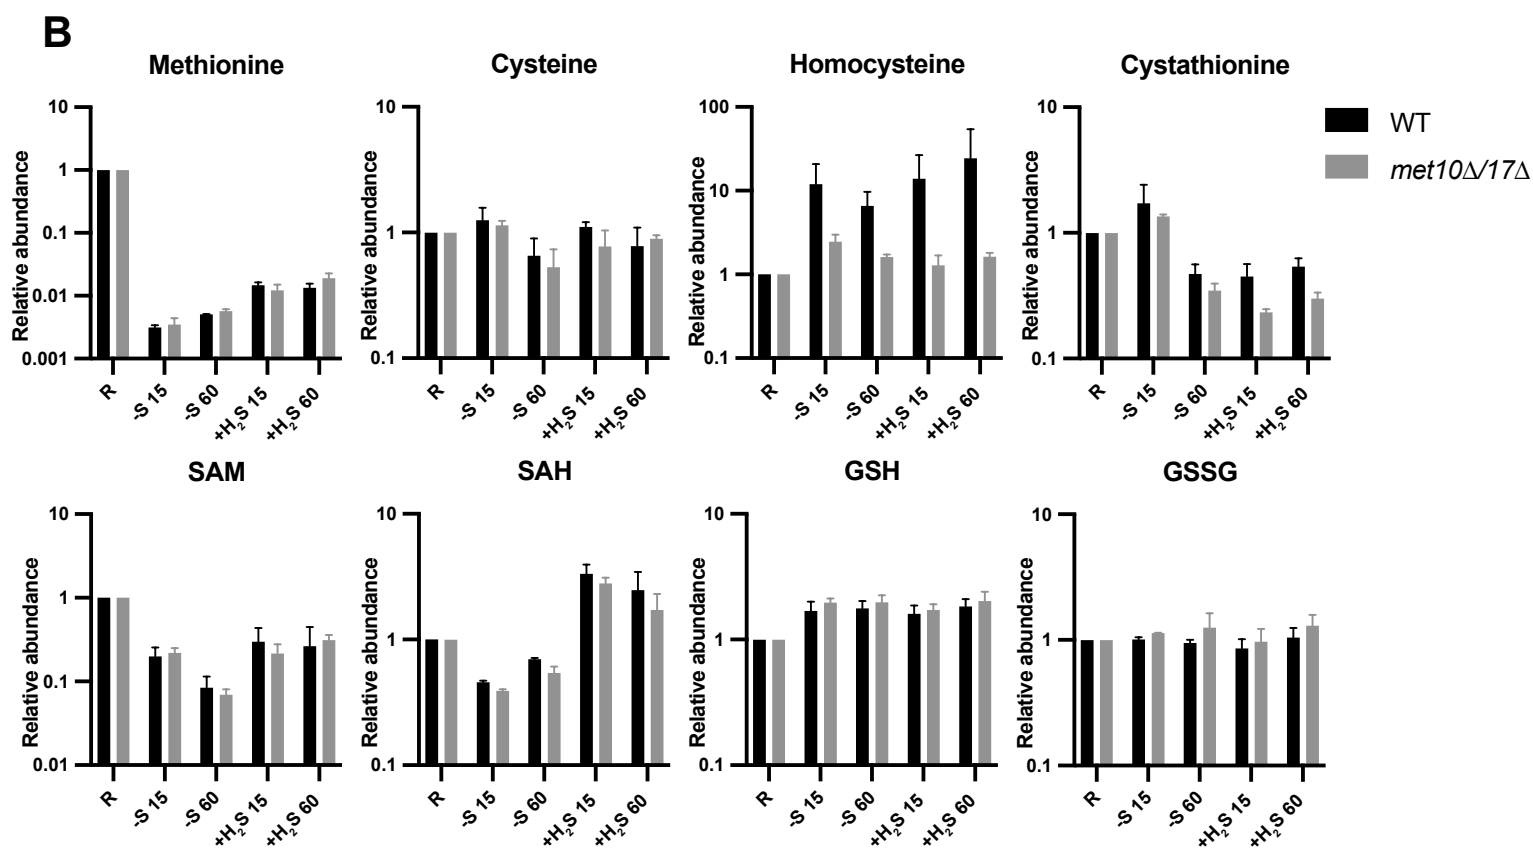 B
Methionine
Relative abundance
10
1
0.1
0.01
0.001
R
-S 15
-S 60
+H2S 15
+H2S 60
Cysteine
Relative abundance
10
1
0.1
R
-S 15
-S 60
+H2S 15
+H2S 60
Homocysteine
Relative abundance
100
10
1
0.1
R
-S 15
-S 60
+H2S 15
+H2S 60
Cystathionine
Relative abundance
10
1
0.1
R
-S 15
-S 60
+H2S 15
+H2S 60
WT
met10Δ/17Δ
SAM
Relative abundance
10
1
0.1
0.01
R
-S 15
-S 60
+H2S 15
+H2S 60
SAH
Relative abundance
10
1
0.1
R
-S 15
-S 60
+H2S 15
+H2S 60
GSH
Relative abundance
10
1
0.1
R
-S 15
-S 60
+H2S 15
+H2S 60
GSSG
Relative abundance
10
1
0.1
R
-S 15
-S 60
+H2S 15
+H2S 60